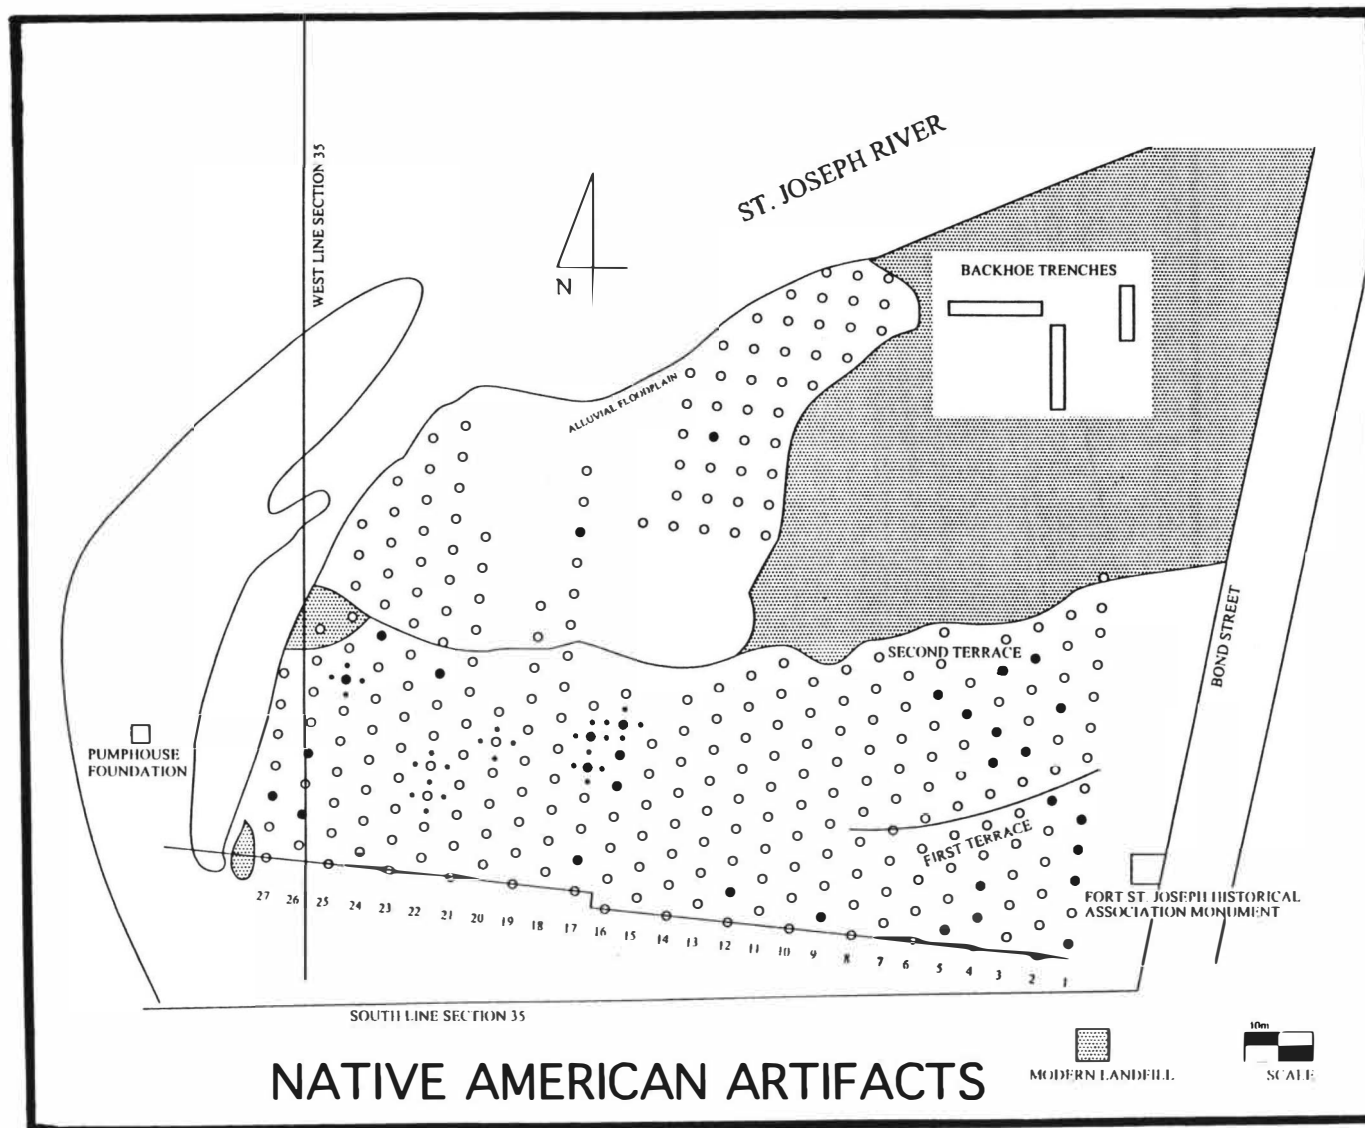 WEST LINE SECTION 35
ST. JOSEPH RIVER
BACKHOE TRENCHES
N
ALLUVIAL FLOODPLAIN
SECOND TERRACE
BOND STREET
PUMPHOUSE
FOUNDATION
FIRST TERRACE
FORT ST. JOSEPH HISTORICAL
ASSOCIATION MONUMENT
27 26 25 24 23 22 21 20 19 18 17 16 15 14 13 12 11 10 9 8 7 6 5 4 3 2 1
SOUTH LINE SECTION 35
10m
NATIVE AMERICAN ARTIFACTS
MODERN LANDFILL
SCALE